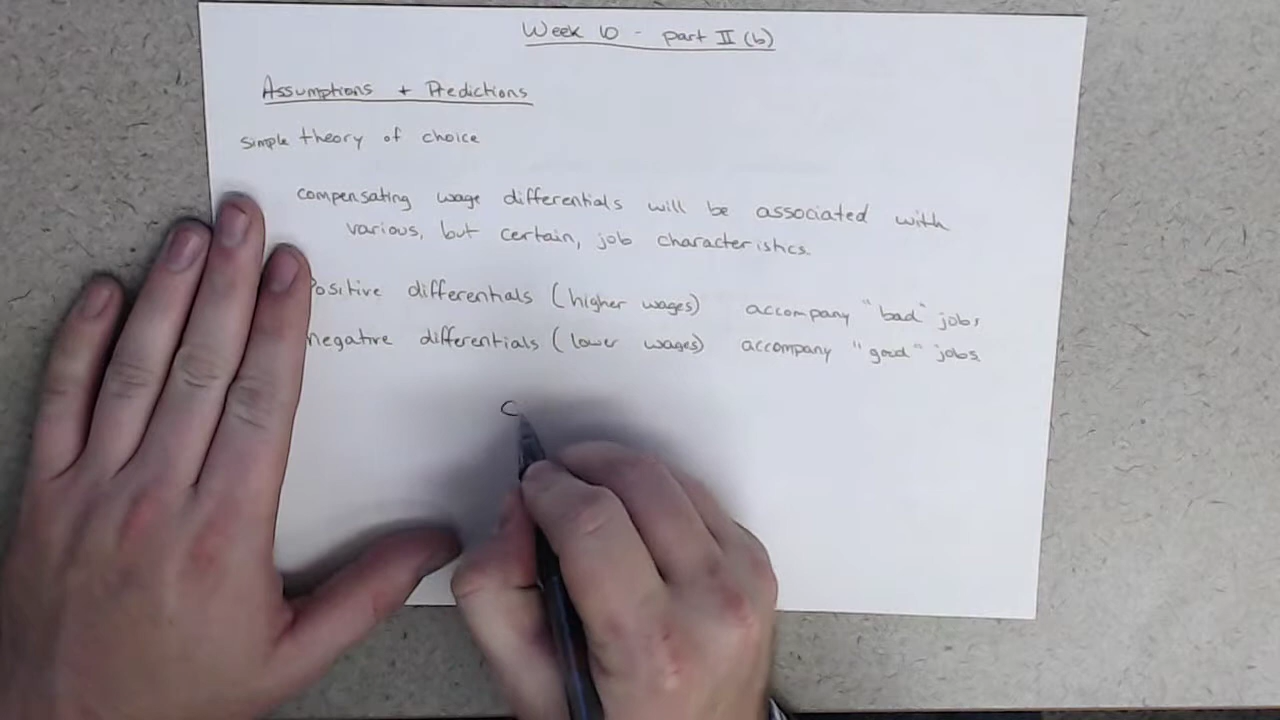 Week 10 - part II (b)
Assumptions + Predictions
simple theory of choice
compensating wage differentials will be associated with
various, but certain, job characteristics.
Positive differentials (higher wages) accompany "bad" jobs
negative differentials (lower wages) accompany "good" jobs
C